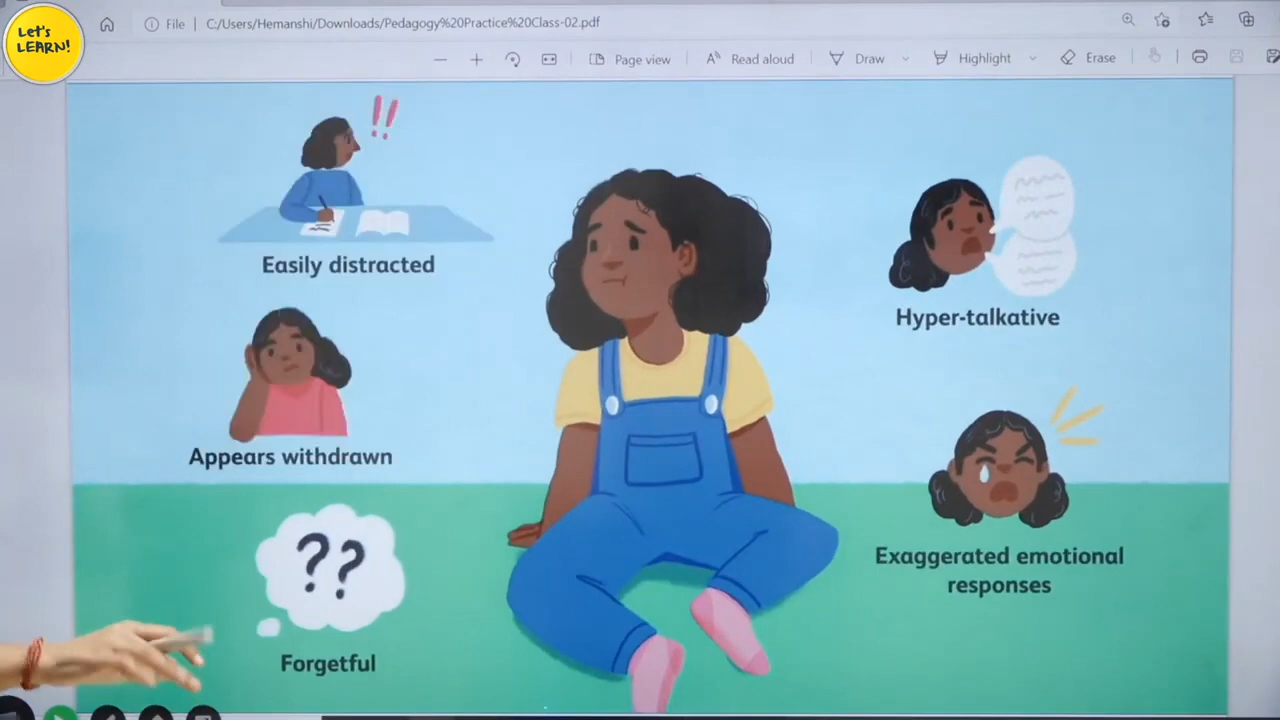 Let's
LEARN!
File | C:/Users/Hemanshi/Downloads/Pedagogy%20Practice%20Class-02.pdf
Page view
Read aloud
Draw
Highlight
Erase
!!
Easily distracted
Hyper-talkative
Appears withdrawn
Exaggerated emotional
responses
??
Forgetful